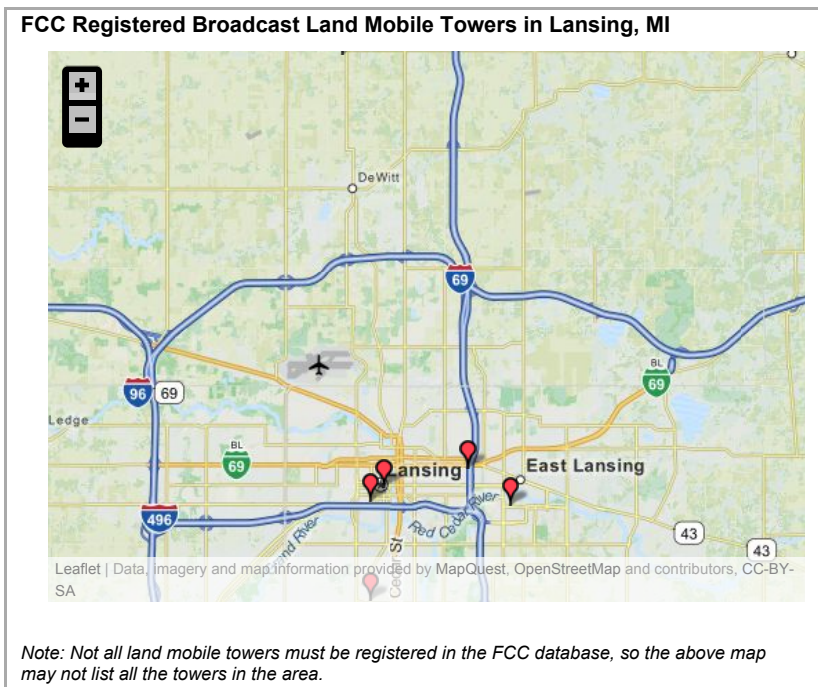 FCC Registered Broadcast Land Mobile Towers in Lansing, MI
+
−
DeWitt
69
96
69
BL
69
Ledge
BL
69
Lansing
East Lansing
496
Red Cedar River
Cedar St
43
43
Leaflet | Data, imagery and map information provided by MapQuest, OpenStreetMap and contributors, CC-BY-
SA
Note: Not all land mobile towers must be registered in the FCC database, so the above map
may not list all the towers in the area.